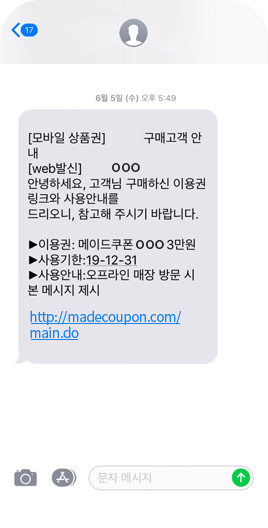 17
6월 5일 (수) 오후 5:49
[모바일 상품권] 구매고객 안
내
[web발신] OOO
안녕하세요, 고객님 구매하신 이용권
링크와 사용안내를
드리오니, 참고해 주시기 바랍니다.
▶이용권: 메이드쿠폰 OOO 3만원
▶사용기한:19-12-31
▶사용안내:오프라인 매장 방문 시
본 메시지 제시
http://madecoupon.com/
main.do
문자 메시지